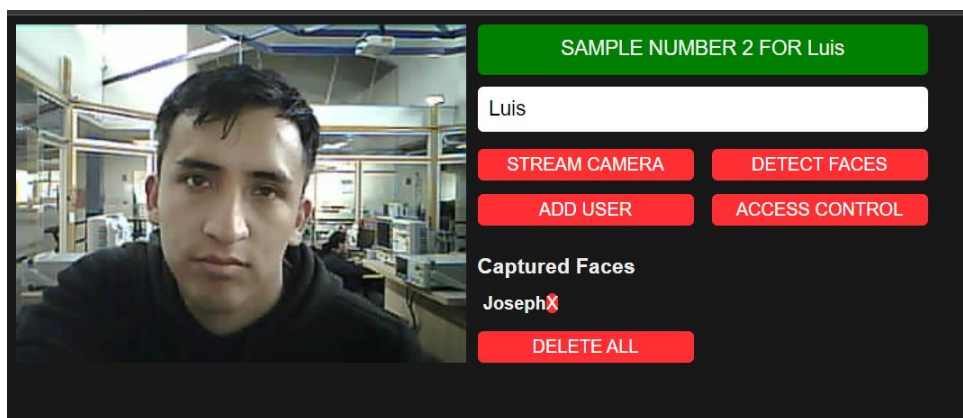 SAMPLE NUMBER 2 FOR Luis
Luis
STREAM CAMERA
DETECT FACES
ADD USER
ACCESS CONTROL
Captured Faces
JosephX
DELETE ALL